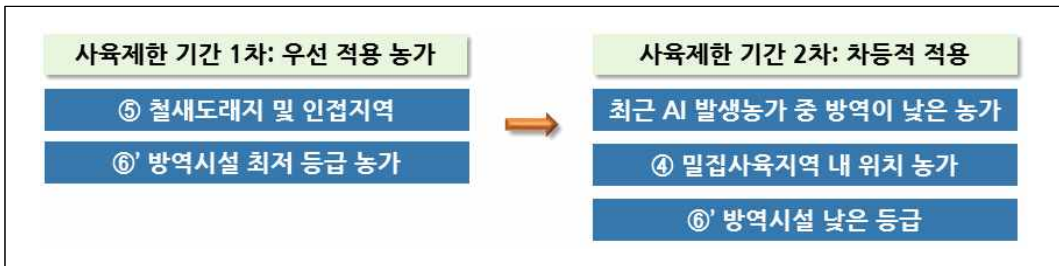 사육제한 기간 1차: 우선 적용 농가
⑤ 철새도래지 및 인접지역
⑥’ 방역시설 최저 등급 농가
사육제한 기간 2차: 차등적 적용
최근 AI 발생농가 중 방역이 낮은 농가
④ 밀집사육지역 내 위치 농가
⑥’ 방역시설 낮은 등급